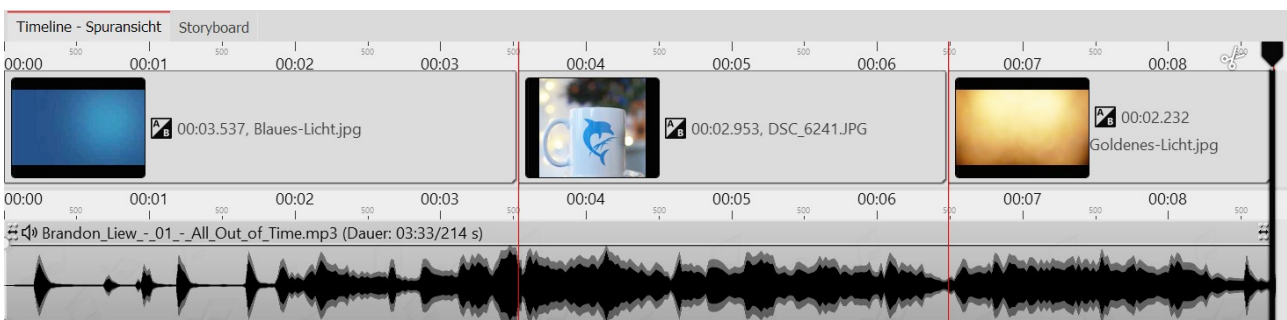 Timeline - Spuransicht Storyboard
500 500 500 500 500 500 500 500 500
00:00 00:01 00:02 00:03 00:04 00:05 00:06 00:07 00:08
A B 00:03.537, Blaues-Licht.jpg
A B 00:02.953, DSC_6241.JPG
A B 00:02.232
Goldenes-Licht.jpg
00:00 00:01 00:02 00:03 00:04 00:05 00:06 00:07 00:08
500 500 500 500 500 500 500 500 500
Brandon_Liew_-_01_-_All_Out_of_Time.mp3 (Dauer: 03:33/214 s)